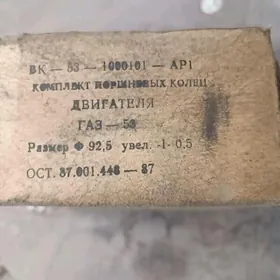 ВК — 53 — 1000101 — АР1
КОМПЛЕКТ ПОРШНЕВЫХ КОЛЕЦ
ДВИГАТЕЛЯ
ГАЗ — 53
Размер Ф 92,5 увел. -1- 0,5
ОСТ. 37.001.446 — 87